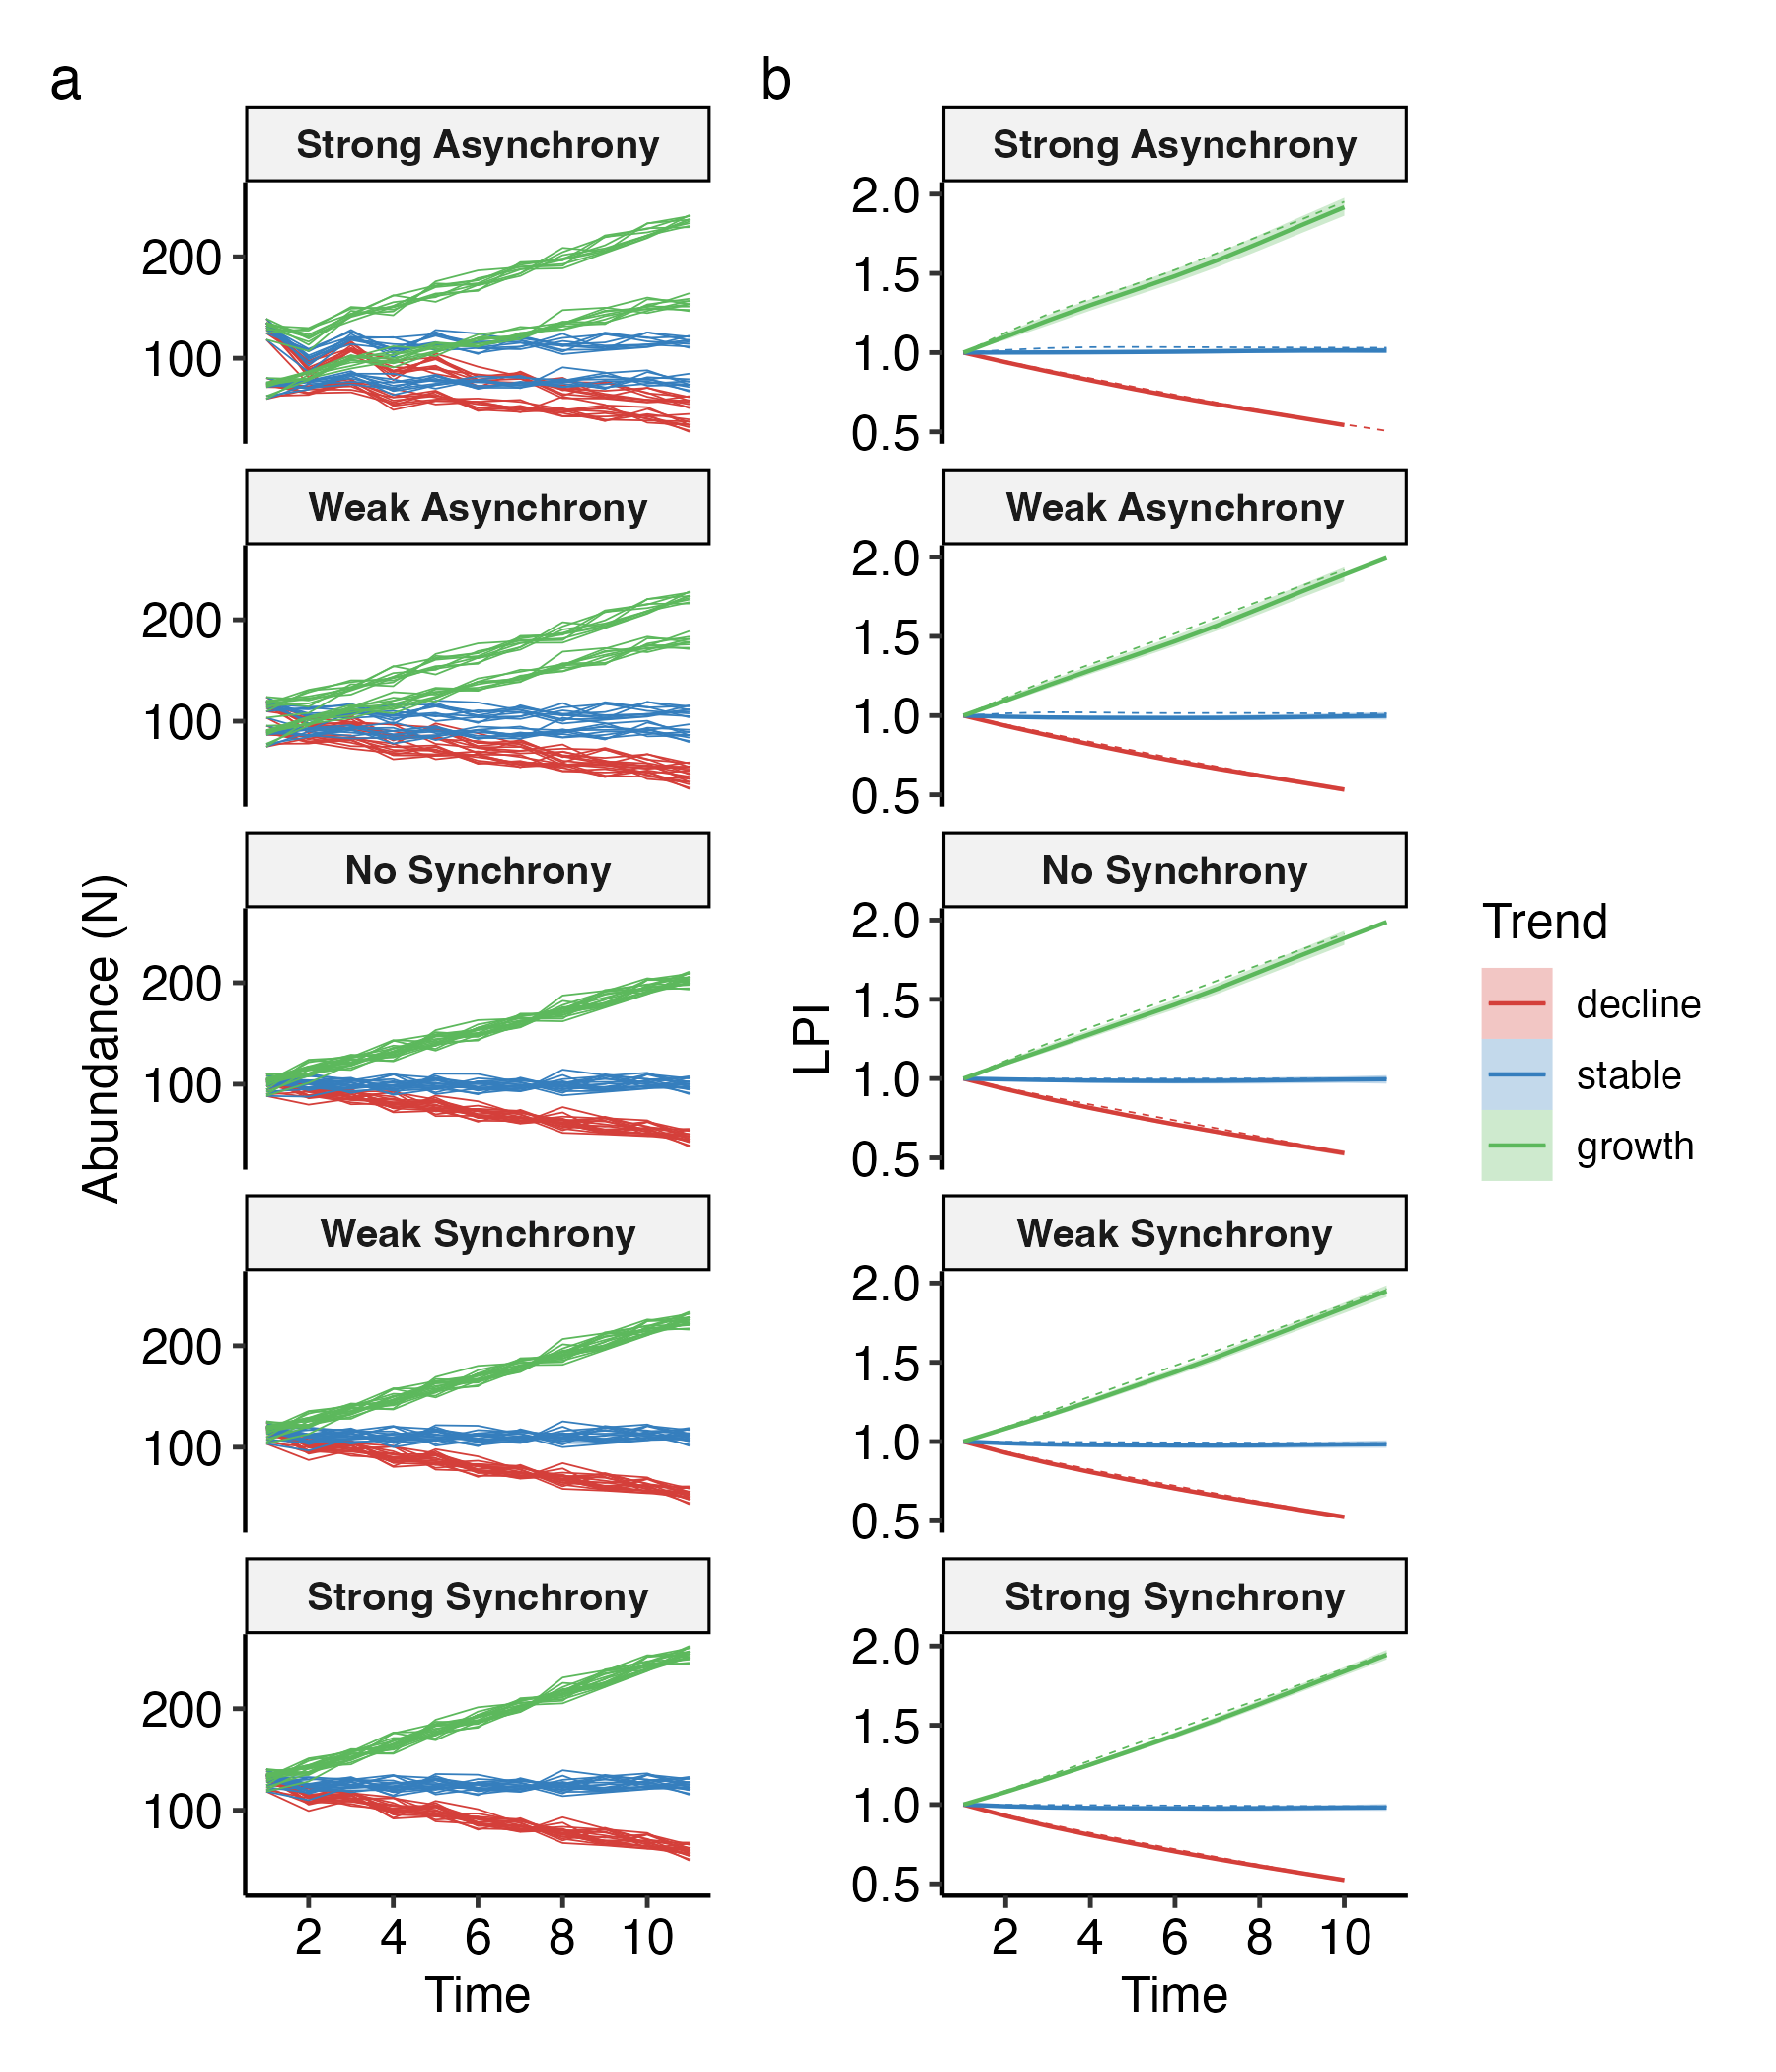 a
b
Strong Asynchrony
Strong Asynchrony
200
100
2.0
1.5
1.0
0.5
Weak Asynchrony
Weak Asynchrony
200
100
2.0
1.5
1.0
0.5
No Synchrony
No Synchrony
200
100
2.0
1.5
1.0
0.5
Weak Synchrony
Weak Synchrony
200
100
2.0
1.5
1.0
0.5
Strong Synchrony
Strong Synchrony
200
100
2.0
1.5
1.0
0.5
2 4 6 8 10
2 4 6 8 10
Time
Time
Abundance (N)
LPI
Trend
decline
stable
growth